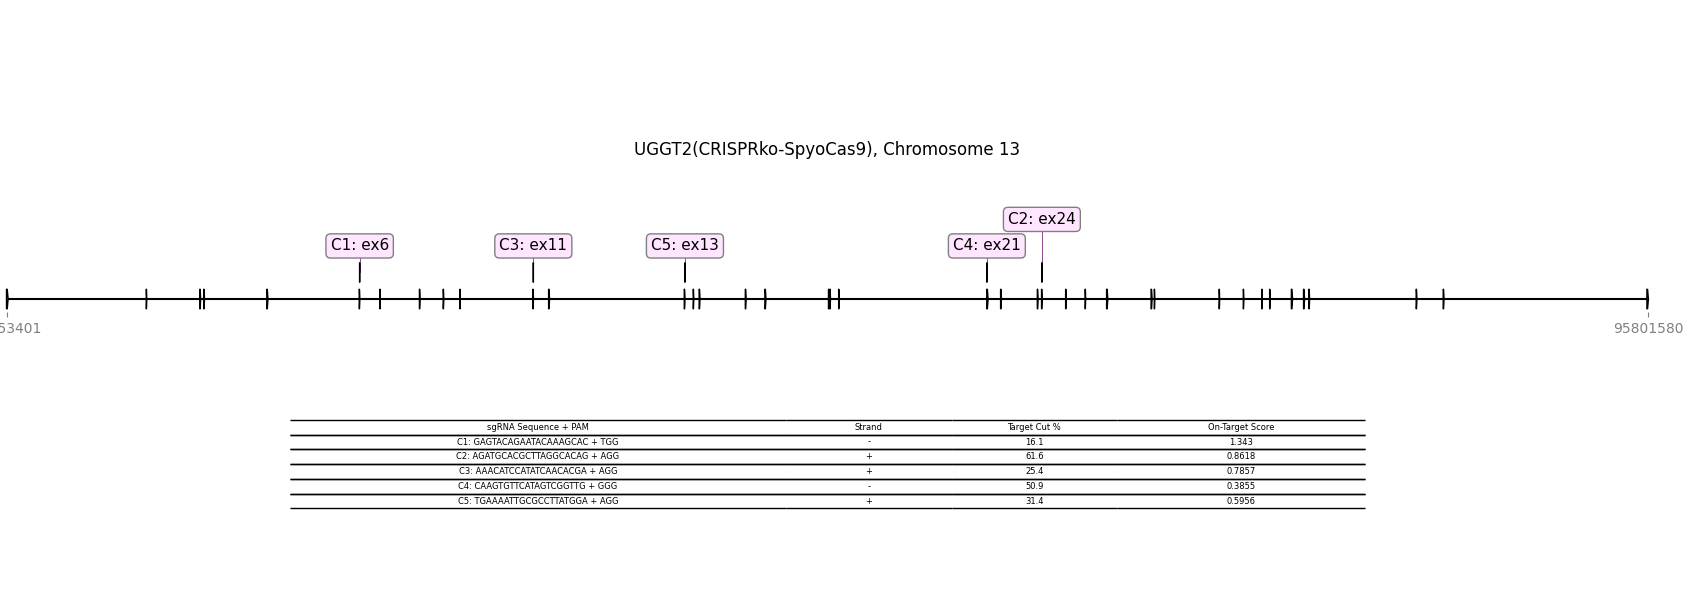 UGGT2(CRISPRko-SpyoCas9), Chromosome 13
C2: ex24
C1: ex6 C3: ex11 C5: ex13 C4: ex21
53401 95801580
sgRNA Sequence + PAM Strand Target Cut % On-Target Score
C1: GAGTACAGAATACAAAGCAC + TGG - 16.1 1.343
C2: AGATGCACGCTTAGGCACAG + AGG + 61.6 0.8618
C3: AAACATCCATATCAACACGA + AGG + 25.4 0.7857
C4: CAAGTGTTCATAGTCGGTTG + GGG - 50.9 0.3855
C5: TGAAAATTGCGCCTTATGGA + AGG + 31.4 0.5956